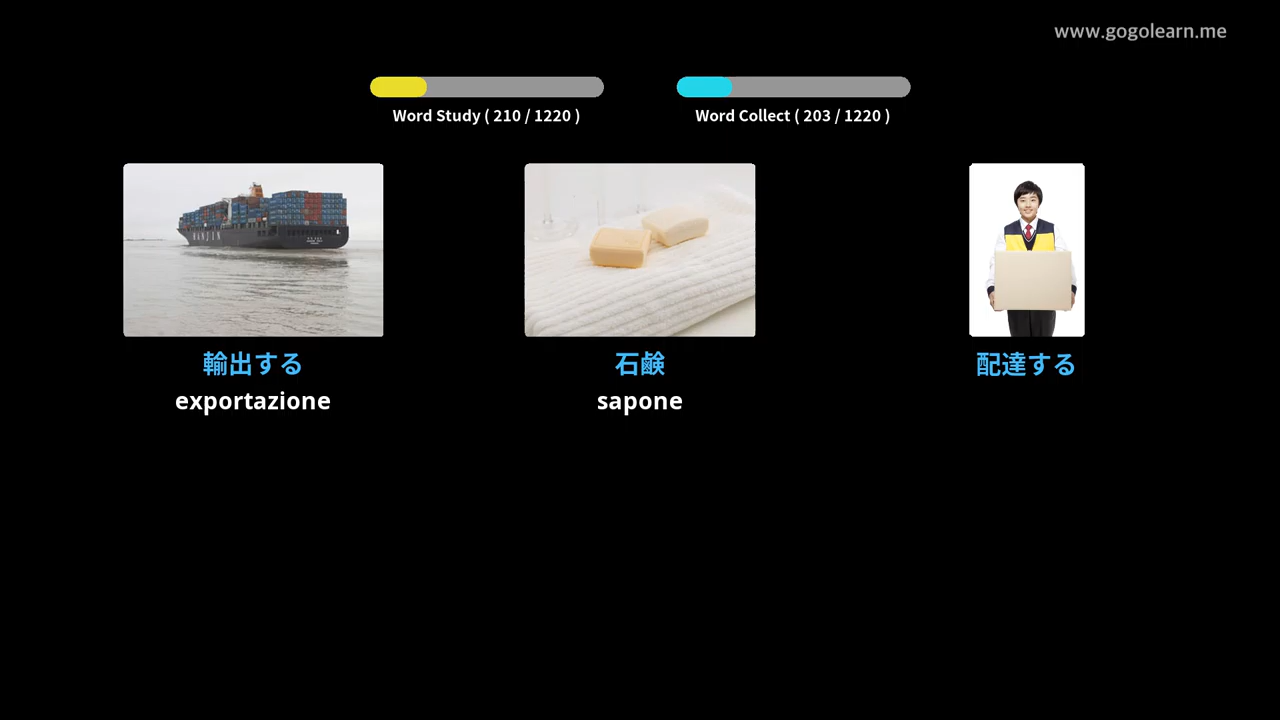 www.gogolearn.me
Word Study ( 210 / 1220 )
Word Collect ( 203 / 1220 )
HANJIN
輸出する
石鹸
配達する
exportazione
sapone